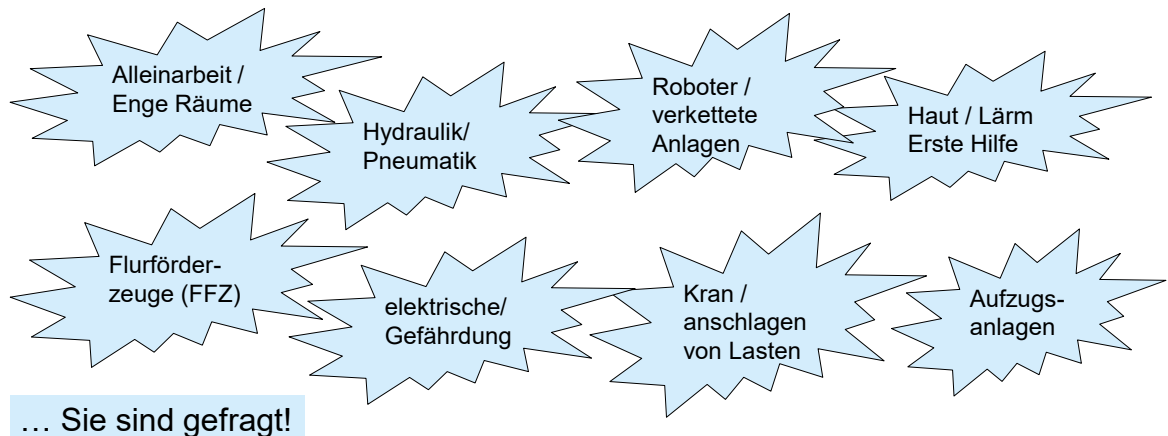 Alleinarbeit /
Enge Räume
Hydraulik/
Pneumatik
Roboter /
verkettete
Anlagen
Haut / Lärm
Erste Hilfe
Flurförder-
zeuge (FFZ)
elektrische/
Gefährdung
Kran /
anschlagen
von Lasten
Aufzugs-
anlagen
… Sie sind gefragt!